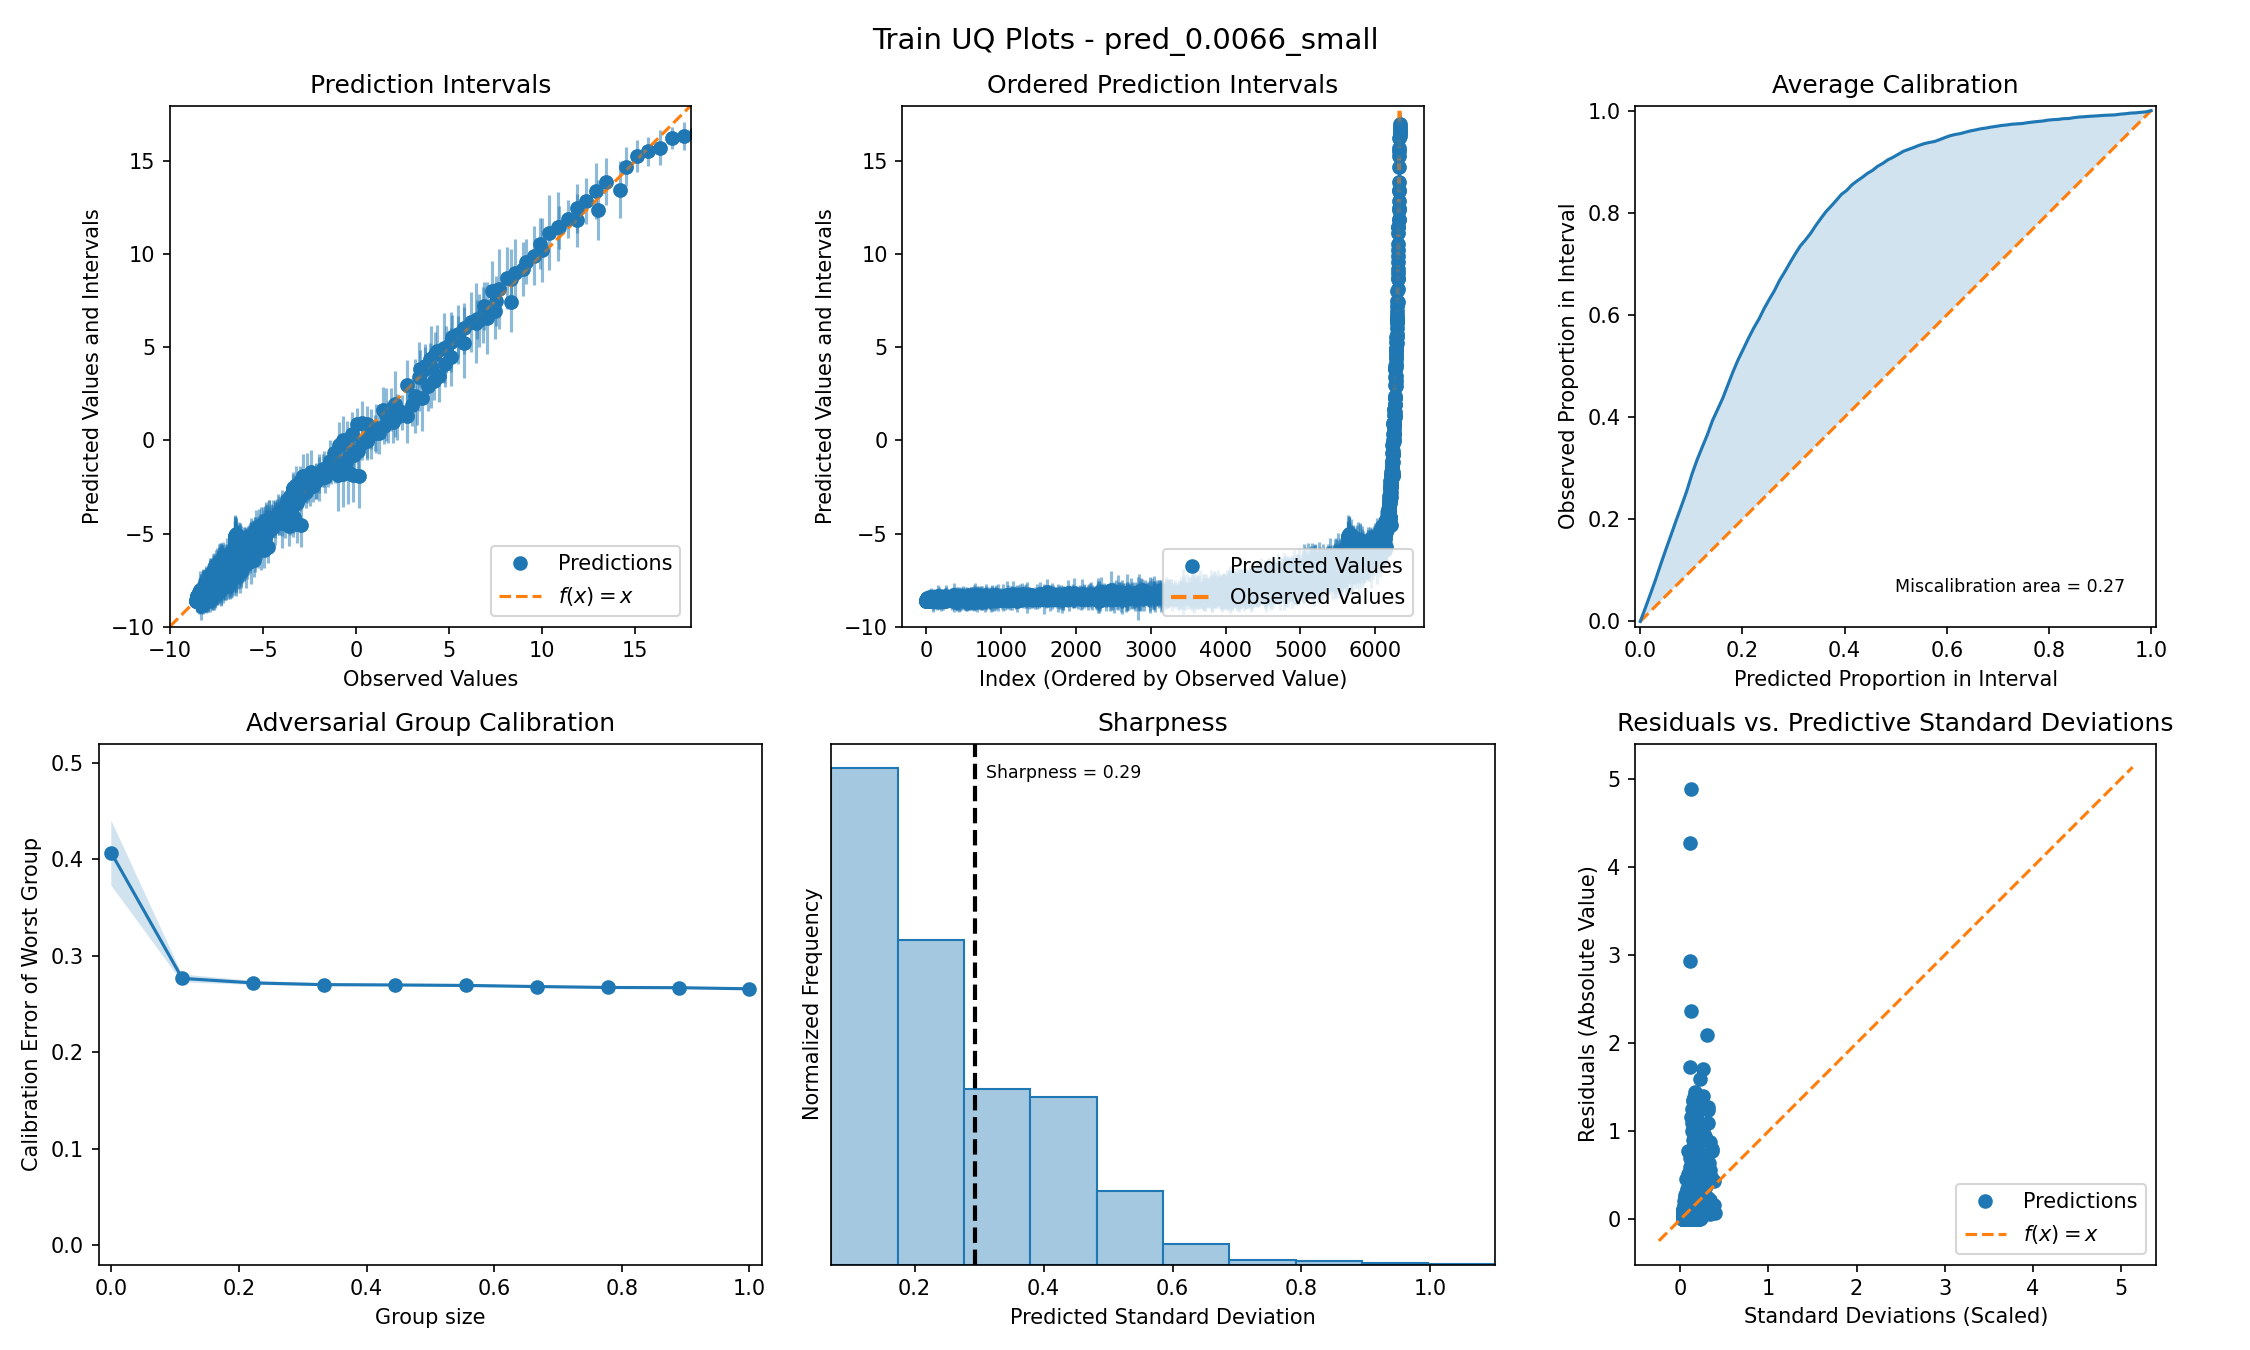 Train UQ Plots - pred_0.0066_small
Prediction Intervals
Predicted Values and Intervals
15
10
5
0
−5
−10
−10 −5 0 5 10 15
Observed Values
Predictions
f(x) = x
Ordered Prediction Intervals
Predicted Values and Intervals
15
10
5
0
−5
−10
0 1000 2000 3000 4000 5000 6000
Index (Ordered by Observed Value)
Predicted Values
Observed Values
Average Calibration
Observed Proportion in Interval
1.0
0.8
0.6
0.4
0.2
0.0
0.0 0.2 0.4 0.6 0.8 1.0
Predicted Proportion in Interval
Miscalibration area = 0.27
Adversarial Group Calibration
Calibration Error of Worst Group
0.5
0.4
0.3
0.2
0.1
0.0
0.0 0.2 0.4 0.6 0.8 1.0
Group size
Sharpness
Normalized Frequency
Sharpness = 0.29
0.2 0.4 0.6 0.8 1.0
Predicted Standard Deviation
Residuals vs. Predictive Standard Deviations
Residuals (Absolute Value)
5
4
3
2
1
0
0 1 2 3 4 5
Standard Deviations (Scaled)
Predictions
f(x) = x